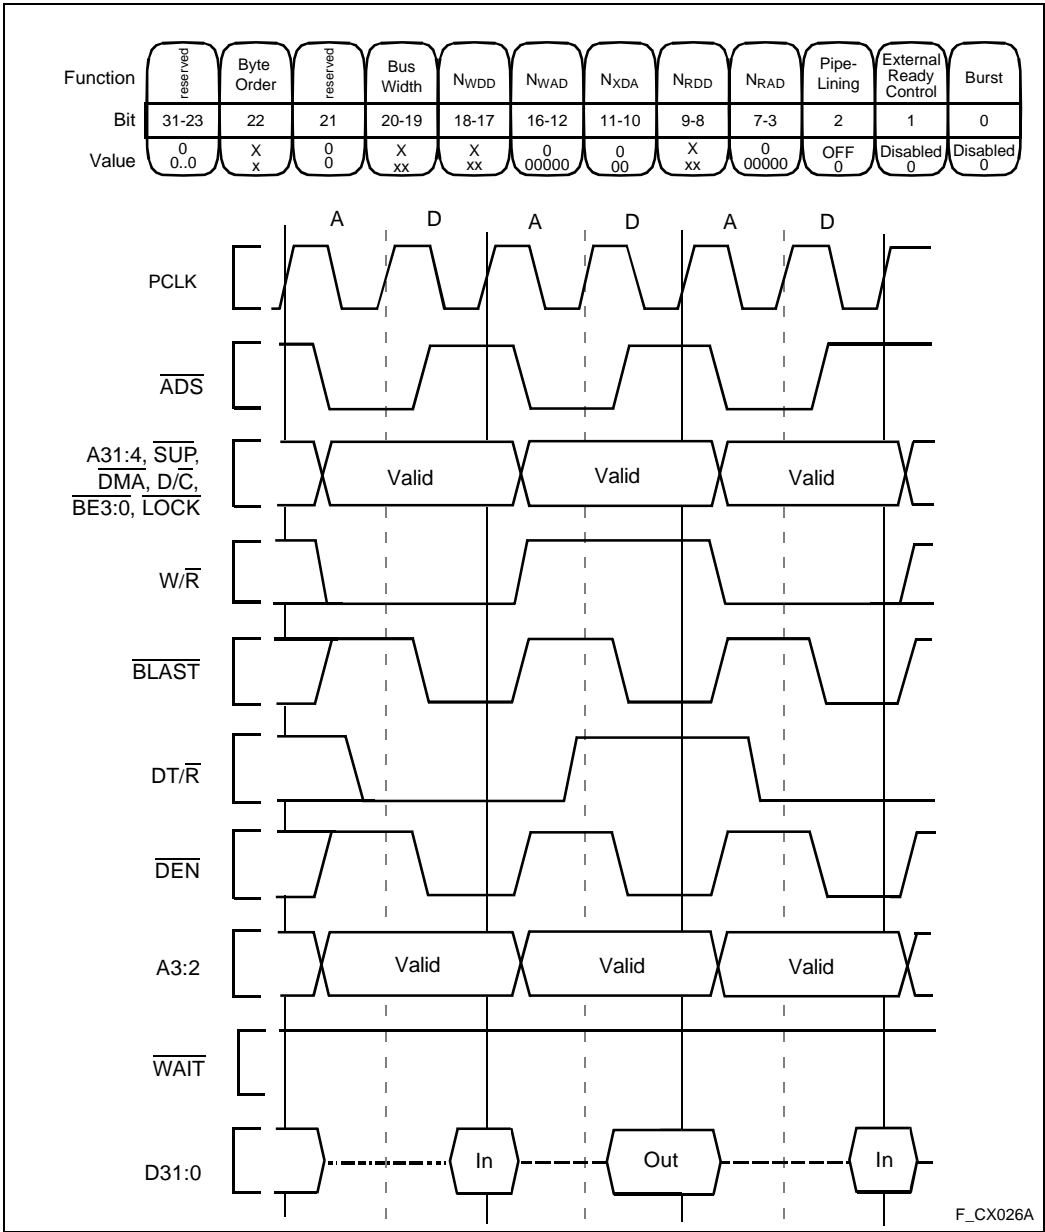 Function reserved Byte Order reserved Bus Width NWDD NWAD NXDA NRDD NRAD Pipe-Lining External Ready Control Burst
Bit 31-23 22 21 20-19 18-17 16-12 11-10 9-8 7-3 2 1 0
Value 0 X 0 X X 0 0 X 0 OFF Disabled Disabled
0..0 x 0 xx xx 00000 00 xx 00000 0 0 0
A D A D A D
PCLK
ADS
A31:4, SUP,
DMA, D/C,
BE3:0, LOCK
Valid Valid Valid
W/R
BLAST
DT/R
DEN
A3:2 Valid Valid Valid
WAIT
D31:0 In Out In
F_CX026A